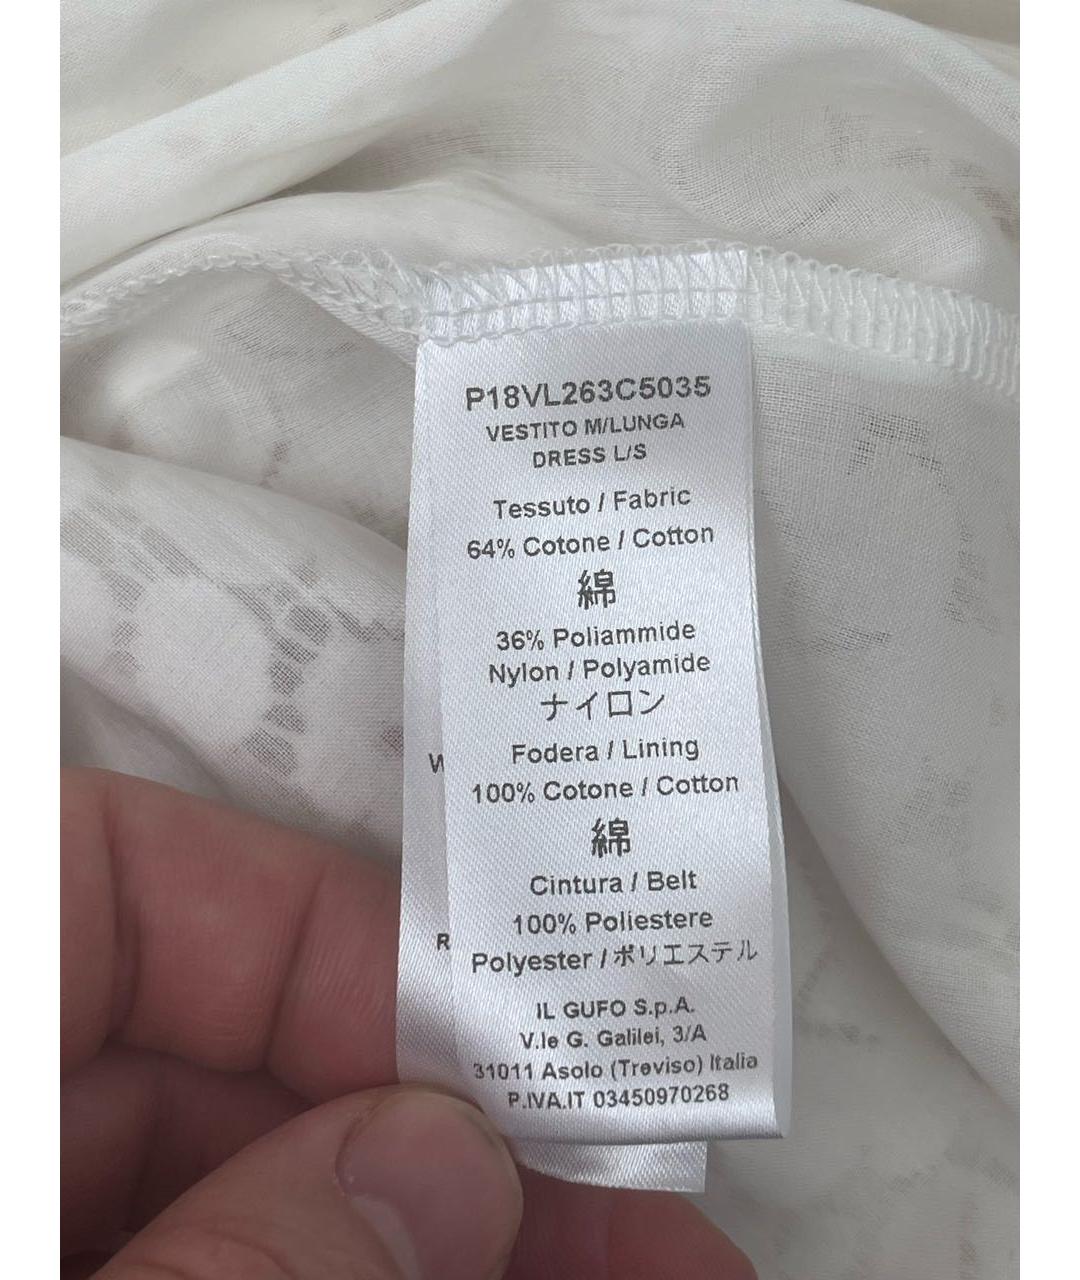 P18VL263C5035
VESTITO M/LUNGA
DRESS L/S
Tessuto / Fabric
64% Cotone / Cotton
綿
36% Poliammide
Nylon / Polyamide
ナイロン
Fodera / Lining
100% Cotone / Cotton
綿
Cintura / Belt
100% Poliestere
Polyester / ポリエステル
IL GUFO S.p.A.
V.le G. Galilei, 3/A
31011 Asolo (Treviso) Italia
P.IVA.IT 03450970268